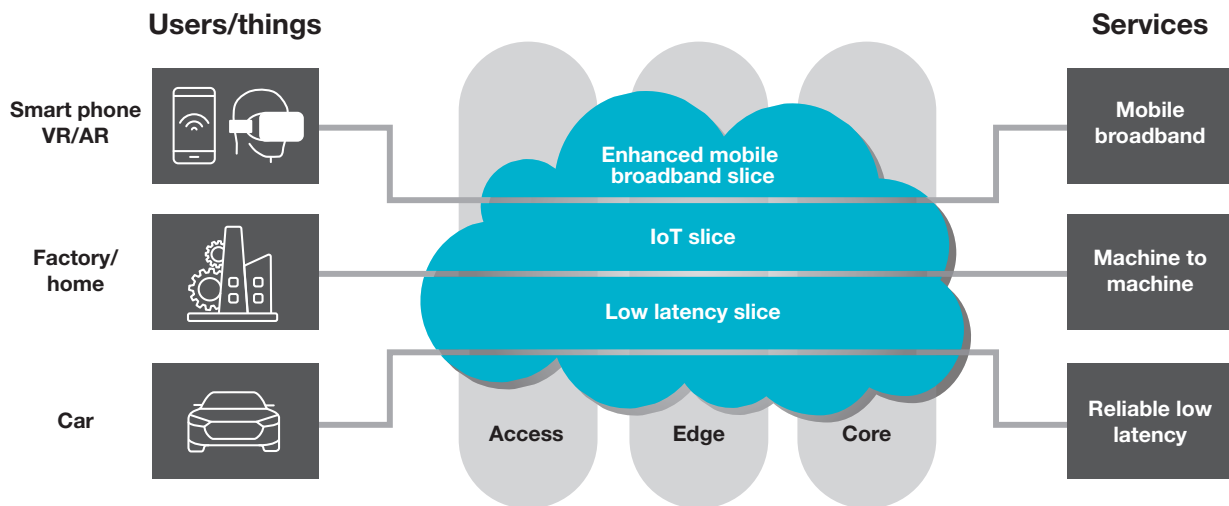 Users/things
Services
Smart phone
VR/AR
Enhanced mobile
broadband slice
Mobile
broadband
Factory/
home
IoT slice
Machine to
machine
Low latency slice
Car
Access
Edge
Core
Reliable low
latency